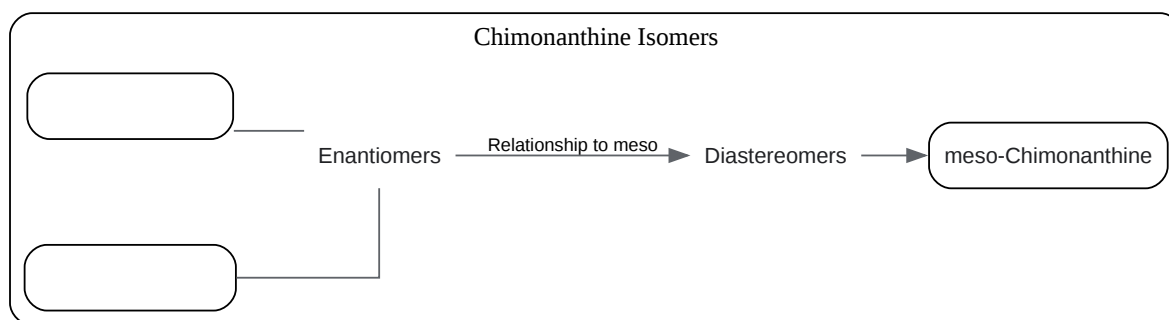 Chimonanthine Isomers
Enantiomers
Relationship to meso
Diastereomers
meso-Chimonanthine